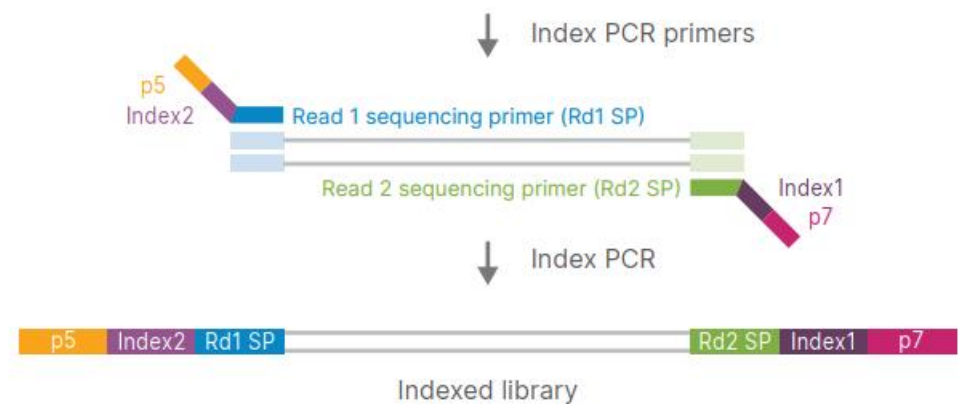 Index PCR primers
p5
Index2
Read 1 sequencing primer (Rd1 SP)
Read 2 sequencing primer (Rd2 SP)
Index1
p7
Index PCR
p5 Index2 Rd1 SP Rd2 SP Index1 p7
Indexed library